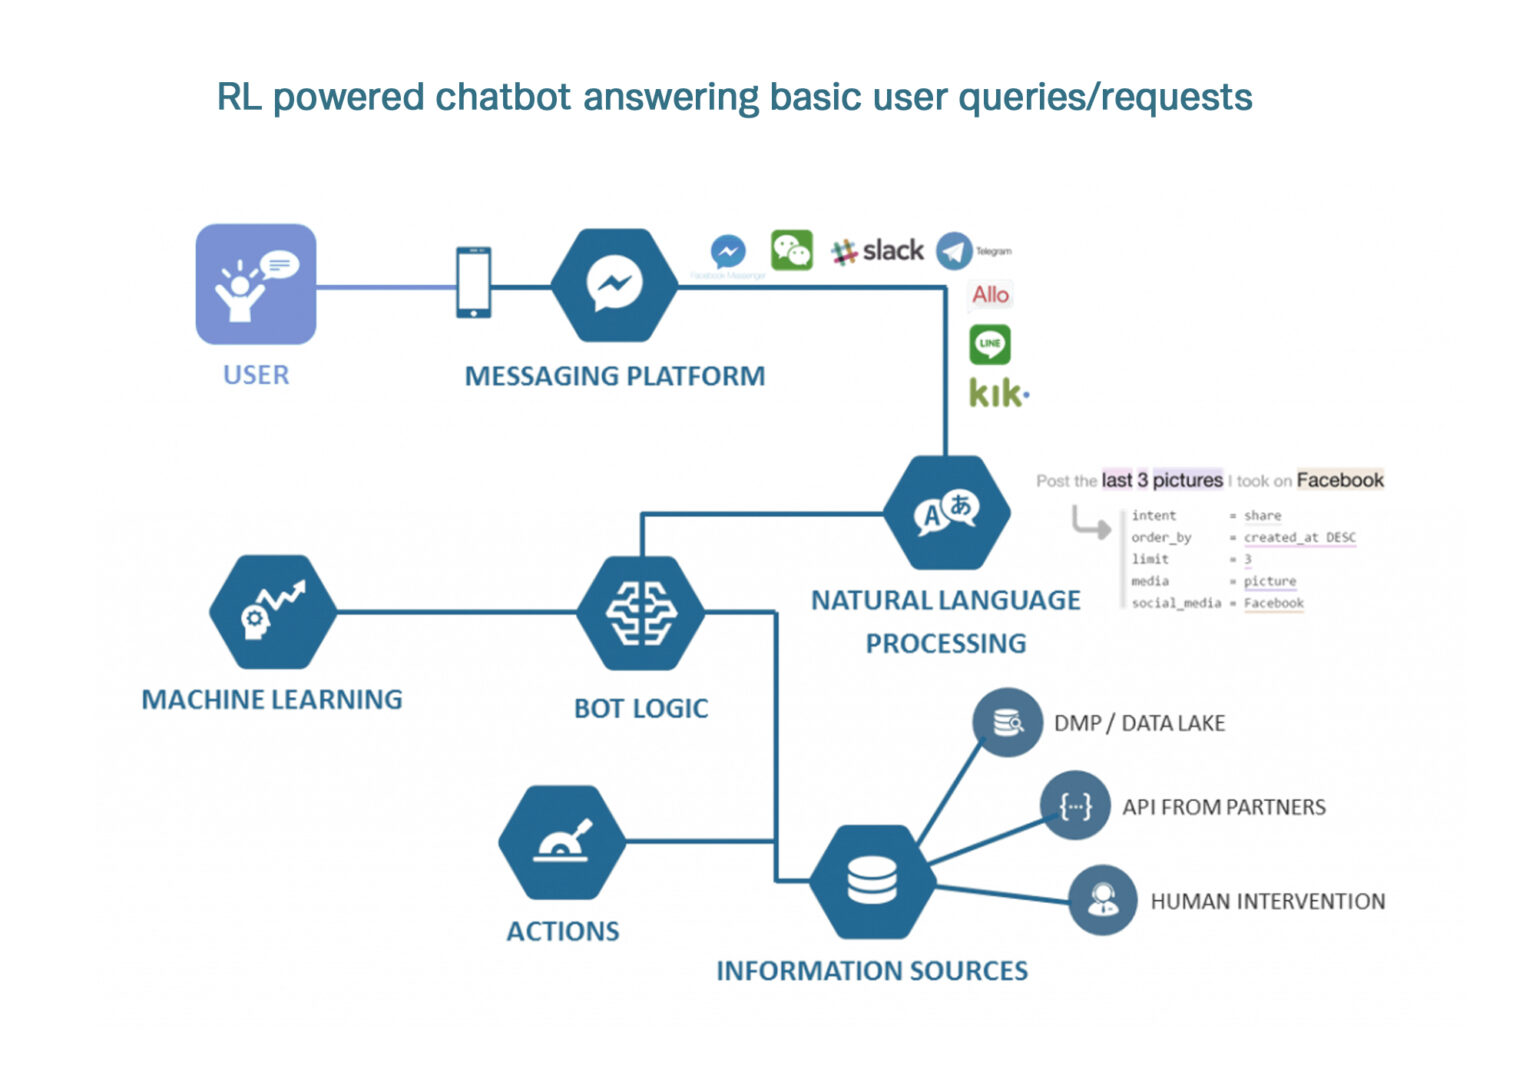 RL powered chatbot answering basic user queries/requests
Facebook Messenger
slack
Telegram
Allo
LINE
kik
USER
MESSAGING PLATFORM
Post the last 3 pictures I took on Facebook
intent = share
order_by = created_at DESC
limit = 3
media = picture
social_media = Facebook
A あ
NATURAL LANGUAGE
PROCESSING
MACHINE LEARNING
BOT LOGIC
DMP / DATA LAKE
{...}
API FROM PARTNERS
HUMAN INTERVENTION
ACTIONS
INFORMATION SOURCES